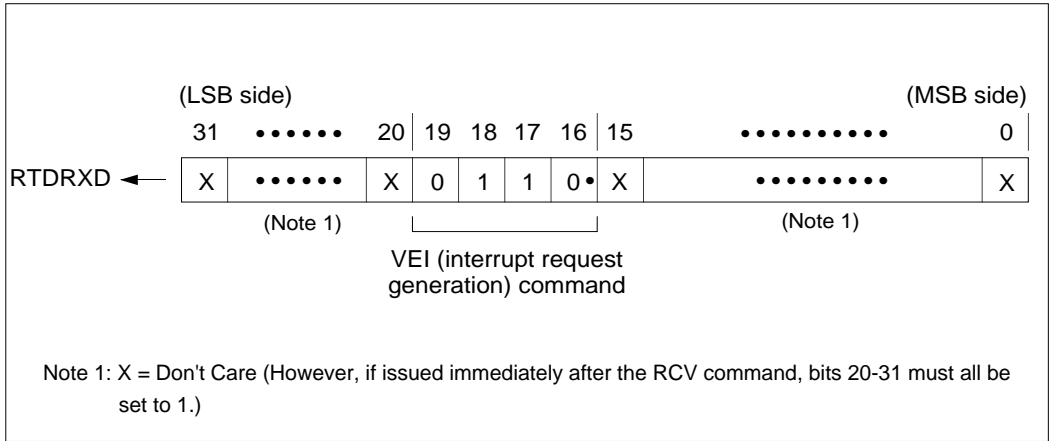 (LSB side) (MSB side)
31 •••••• 20 19 18 17 16 15 •••••••••• 0
RTDRXD X •••••• X 0 1 1 0• X ••••••••• X
(Note 1) (Note 1)
VEI (interrupt request
generation) command
Note 1: X = Don't Care (However, if issued immediately after the RCV command, bits 20-31 must all be
set to 1.)